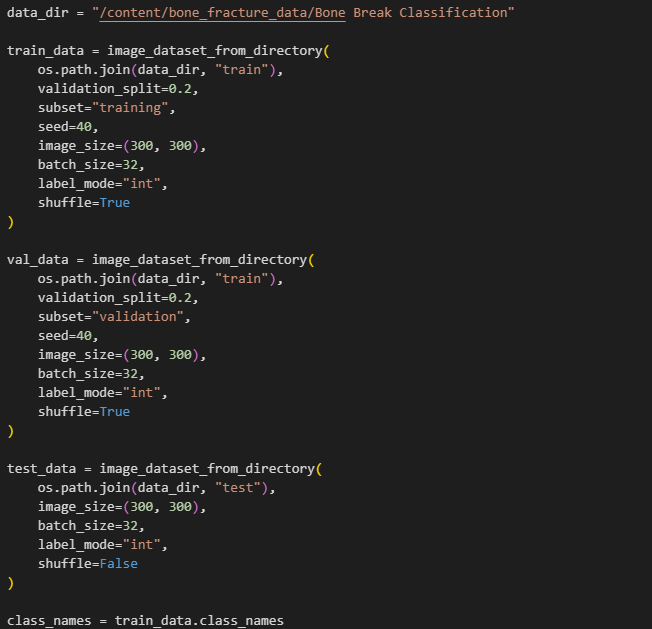 data_dir = "/content/bone_fracture_data/Bone Break Classification"
train_data = image_dataset_from_directory(
    os.path.join(data_dir, "train"),
    validation_split=0.2,
    subset="training",
    seed=40,
    image_size=(300, 300),
    batch_size=32,
    label_mode="int",
    shuffle=True
)
val_data = image_dataset_from_directory(
    os.path.join(data_dir, "train"),
    validation_split=0.2,
    subset="validation",
    seed=40,
    image_size=(300, 300),
    batch_size=32,
    label_mode="int",
    shuffle=True
)
test_data = image_dataset_from_directory(
    os.path.join(data_dir, "test"),
    image_size=(300, 300),
    batch_size=32,
    label_mode="int",
    shuffle=False
)
class_names = train_data.class_names